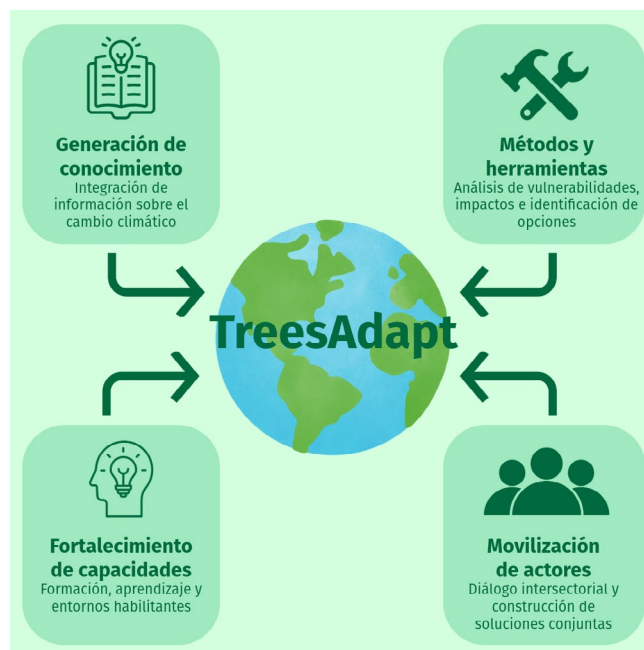 Generación de
conocimiento
Integración de
información sobre el
cambio climático
Métodos y
herramientas
Análisis de vulnerabilidades,
impactos e identificación de
opciones
TreesAdapt
Fortalecimiento
de capacidades
Formación, aprendizaje y
entornos habilitantes
Movilización
de actores
Diálogo intersectorial y
construcción de
soluciones conjuntas